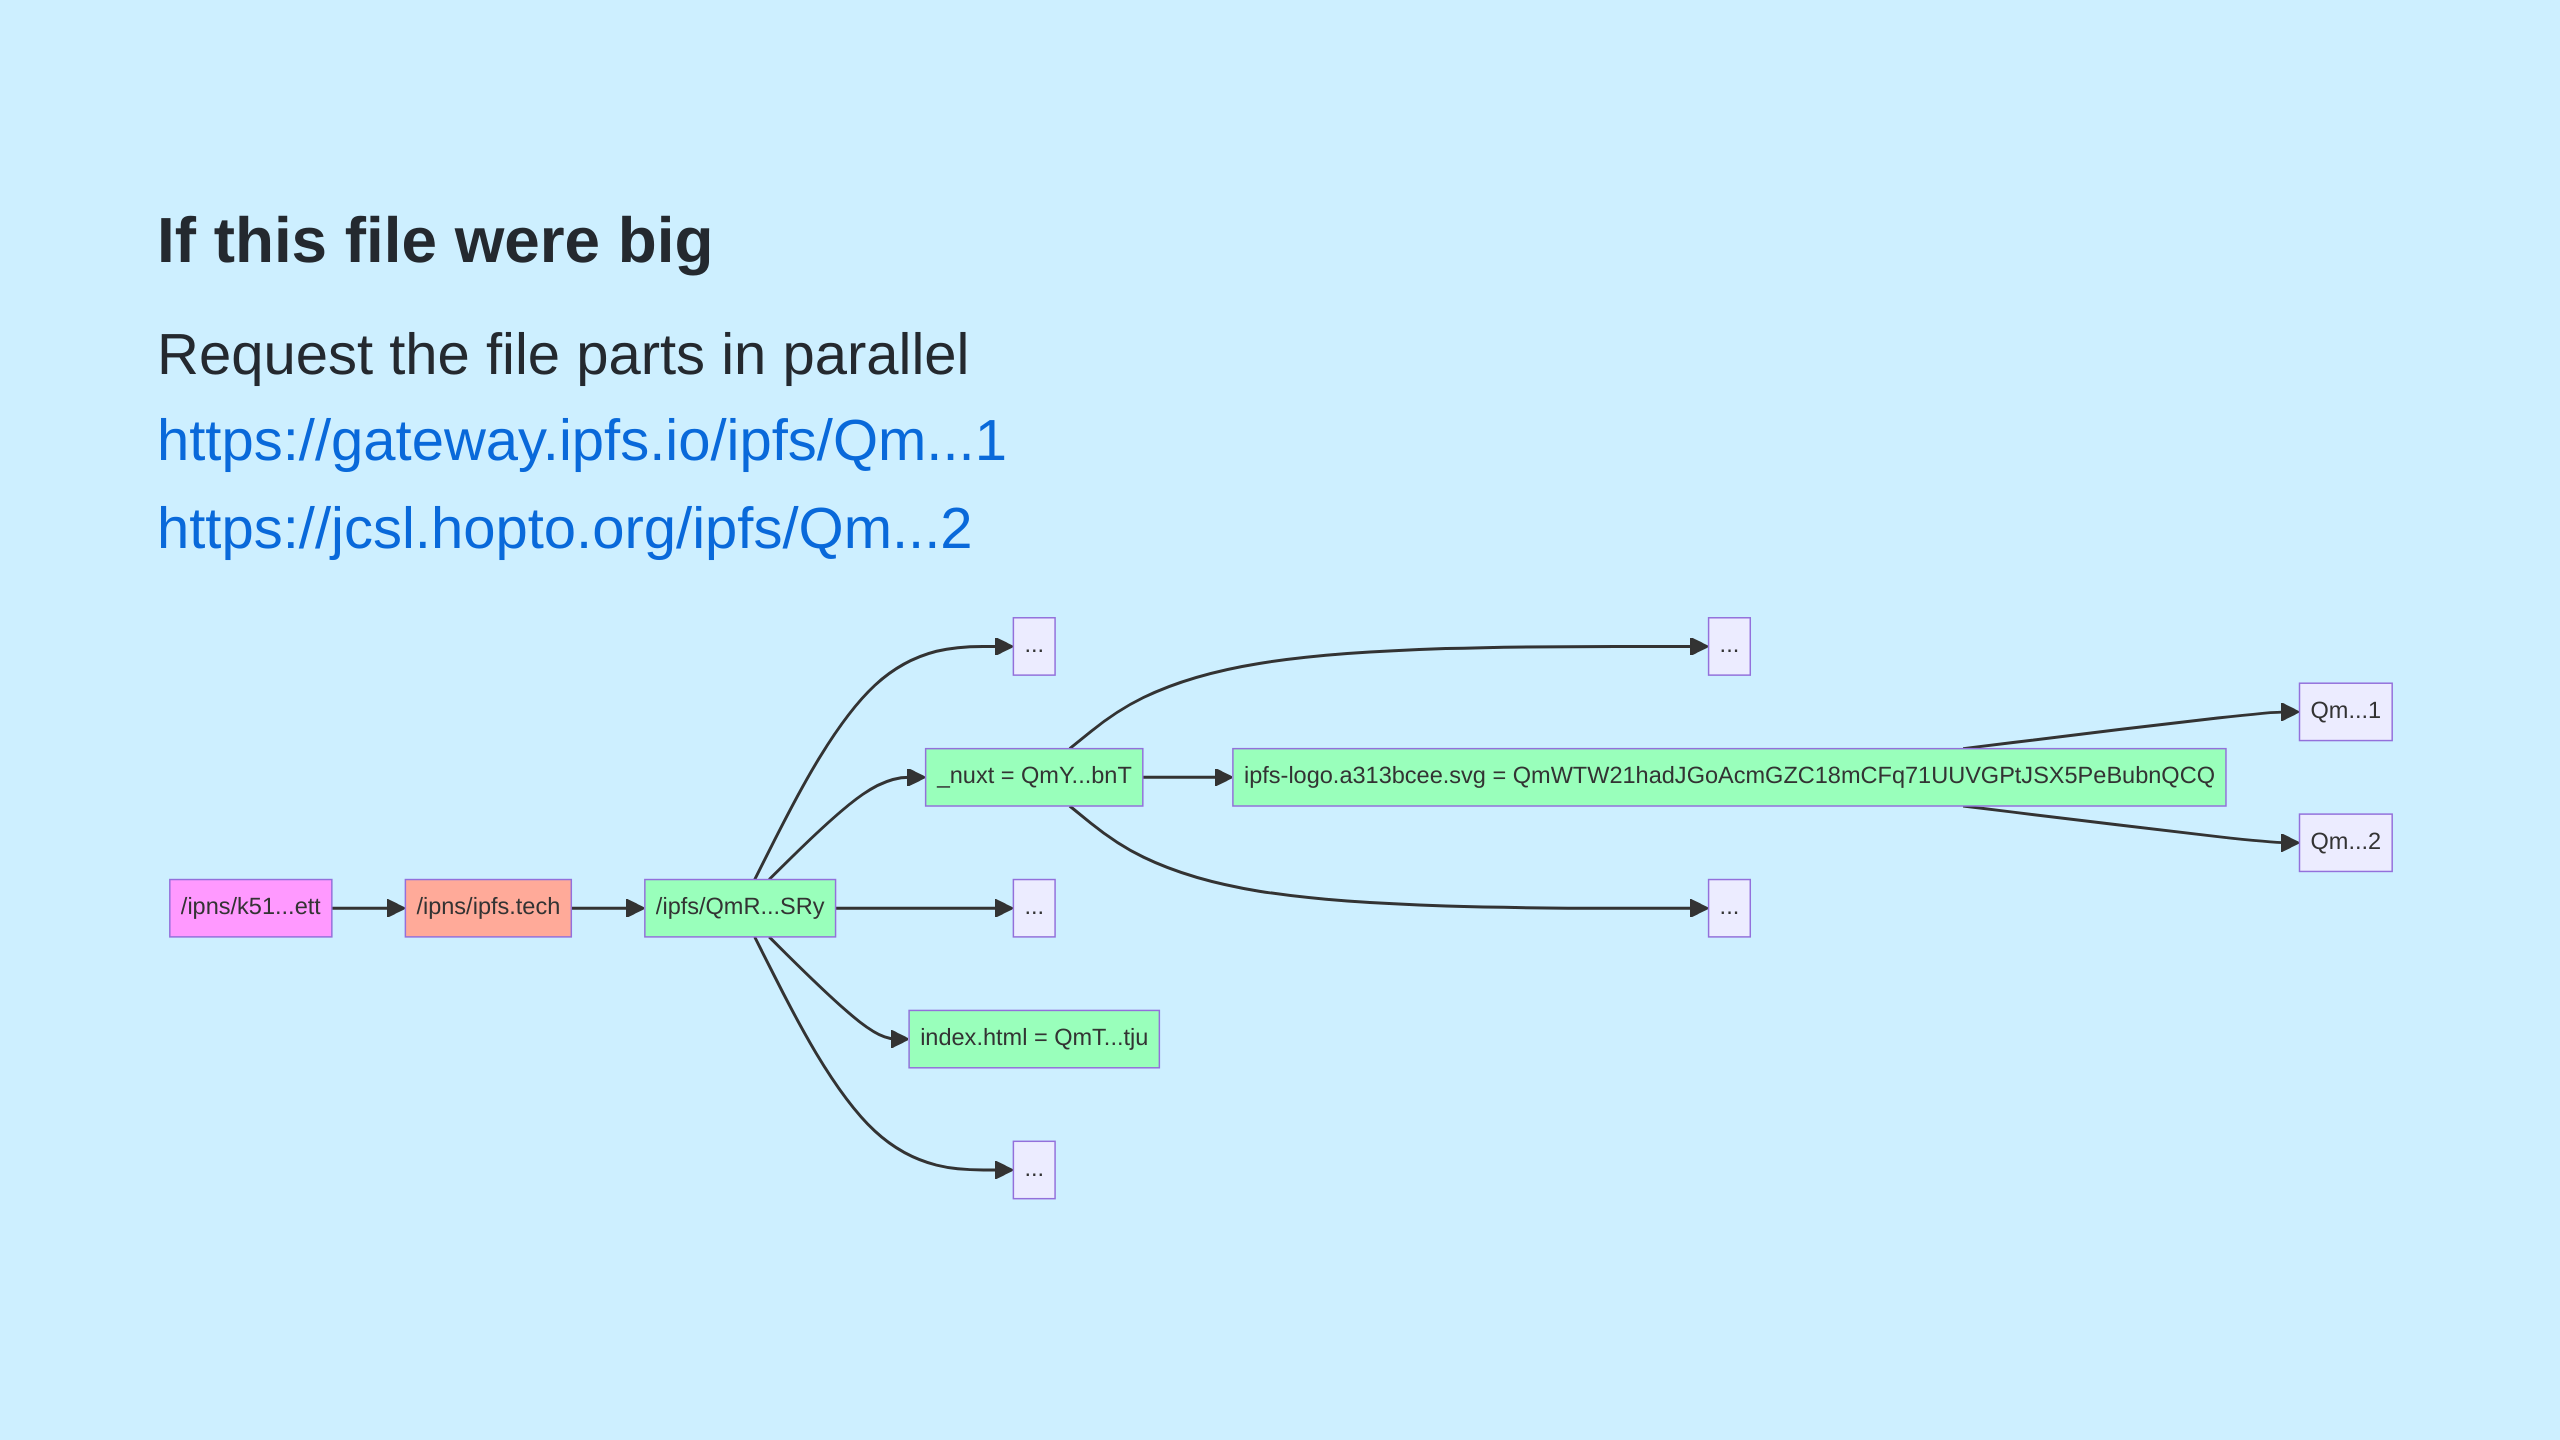 If this file were big
Request the file parts in parallel
https://gateway.ipfs.io/ipfs/Qm...1
https://jcsl.hopto.org/ipfs/Qm...2
...
...
Qm...1
_nuxt = QmY...bnT
ipfs-logo.a313bcee.svg = QmWTW21hadJGoAcmGZC18mCFq71UUVGPtJSX5PeBubnQCQ
Qm...2
/ipns/k51...ett
/ipns/ipfs.tech
/ipfs/QmR...SRy
...
...
index.html = QmT...tju
...